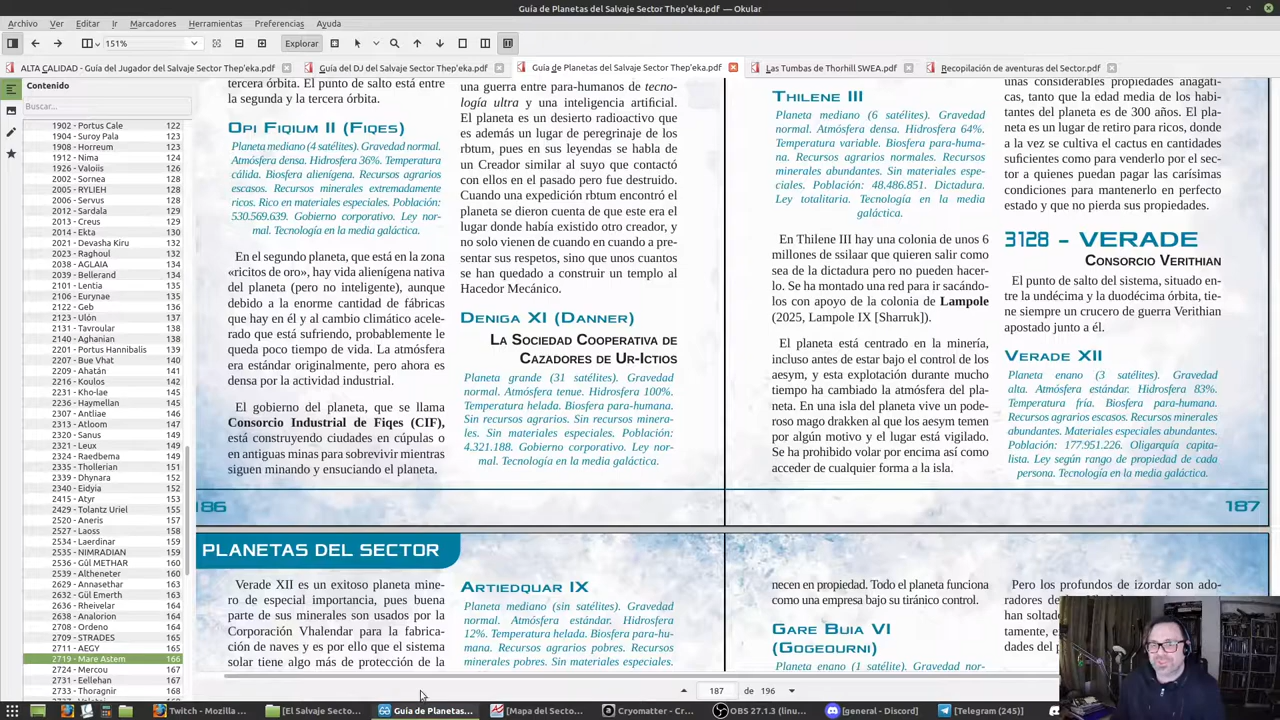 Guía de Planetas del Salvaje Sector Thep'eka.pdf — Okular
Archivo Ver Editar Ir Marcadores Herramientas Preferencias Ayuda
151% Explorar
ALTA CALIDAD - Guía del Jugador del Salvaje Sector Thep'eka.pdf
Guía del DJ del Salvaje Sector Thep'eka.pdf
Guía de Planetas del Salvaje Sector Thep'eka.pdf
Las Tumbas de Thorhill SWEA.pdf
Recopilación de aventuras del Sector.pdf
Contenido
Buscar...
1902 - Portus Cale 122
1904 - Suroy Pala 123
1908 - Horreum 123
1912 - Nima 124
1926 - Valoiis 126
2002 - Sornea 128
2005 - RYLIEH 128
2006 - Servus 128
2012 - Sardala 129
2013 - Creus 129
2014 - Ekta 130
2021 - Devasha Kiru 132
2023 - Raghoul 132
2038 - AGLAIA 132
2039 - Bellerand 134
2101 - Lentia 135
2106 - Eurynae 135
2122 - Geb 136
2123 - Ulón 137
2131 - Tavroular 138
2140 - Aghanian 138
2201 - Portus Hannibalis 139
2207 - Bue Vhat 140
2209 - Ahatán 141
2216 - Koulos 142
2231 - Kho-lae 145
2236 - Haymellan 145
2307 - Antliae 146
2313 - Atloom 147
2320 - Sanus 149
2321 - Leux 149
2324 - Raedbema 150
2335 - Thollerian 151
2339 - Dhynara 152
2340 - Eidyia 152
2415 - Atyr 153
2429 - Tolantz Uriel 155
2520 - Aneris 157
2527 - Laoss 158
2534 - Laerdinar 159
2535 - NIMRADIAN 159
2536 - Gûl METHAR 160
2539 - Altheneter 160
2629 - Annasethar 163
2632 - Gûl Emerth 163
2636 - Rheivelar 164
2638 - Analorion 164
2708 - Ordeno 164
2709 - STRADES 165
2711 - AEGY 165
2719 - Mare Astem 166
2724 - Mercou 167
2731 - Eellehan 167
2733 - Thoragnir 168
tercera órbita. El punto de salto está entre
la segunda y la tercera órbita.
Opi Fiqium II (Fiqes)
Planeta mediano (4 satélites). Gravedad normal.
Atmósfera densa. Hidrosfera 36%. Temperatura
cálida. Biosfera alienígena. Recursos agrarios
escasos. Recursos minerales extremadamente
ricos. Rico en materiales especiales. Población:
530.569.639. Gobierno corporativo. Ley nor-
mal. Tecnología en la media galáctica.
En el segundo planeta, que está en la zona
«ricitos de oro», hay vida alienígena nativa
del planeta (pero no inteligente), aunque
debido a la enorme cantidad de fábricas
que hay en él y al cambio climático acele-
rado que está sufriendo, probablemente le
queda poco tiempo de vida. La atmósfera
era estándar originalmente, pero ahora es
densa por la actividad industrial.
El gobierno del planeta, que se llama
Consorcio Industrial de Fiqes (CIF),
está construyendo ciudades en cúpulas o
en antiguas minas para sobrevivir mientras
siguen minando y ensuciando el planeta.
una guerra entre para-humanos de tecno-
logía ultra y una inteligencia artificial.
El planeta es un desierto radioactivo que
es además un lugar de peregrinaje de los
rbtum, pues en sus leyendas se habla de
un Creador similar al suyo que contactó
con ellos en el pasado pero fue destruido.
Cuando una expedición rbtum encontró el
planeta se dieron cuenta de que este era el
lugar donde había existido otro creador, y
no solo vienen de cuando en cuando a pre-
sentar sus respetos, sino que unos cuantos
se han quedado a construir un templo al
Hacedor Mecánico.
Deniga XI (Danner)
La Sociedad Cooperativa de
Cazadores de Ur-Ictios
Planeta grande (31 satélites). Gravedad
normal. Atmósfera tenue. Hidrosfera 100%.
Temperatura helada. Biosfera para-humana.
Sin recursos agrarios. Sin recursos minera-
les. Sin materiales especiales. Población:
4.321.188. Gobierno corporativo. Ley nor-
mal. Tecnología en la media galáctica.
Thilene III
Planeta mediano (6 satélites). Gravedad
normal. Atmósfera densa. Hidrosfera 64%.
Temperatura variable. Biosfera para-huma-
na. Recursos agrarios normales. Recursos
minerales abundantes. Sin materiales espe-
ciales. Población: 48.486.851. Dictadura.
Ley totalitaria. Tecnología en la media
galáctica.
En Thilene III hay una colonia de unos 6
millones de ssilaar que quieren salir como
sea de la dictadura pero no pueden hacer-
lo. Se ha montado una red para ir sacándo-
los con apoyo de la colonia de Lampole
(2025, Lampole IX [Sharruk]).
El planeta está centrado en la minería,
incluso antes de estar bajo el control de los
aesym, y esta explotación durante mucho
tiempo ha cambiado la atmósfera del pla-
neta. En una isla del planeta vive un pode-
roso mago drakken al que los aesym temen
por algún motivo y el lugar está vigilado.
Se ha prohibido volar por encima así como
acceder de cualquier forma a la isla.
unas considerables propiedades anagáti-
cas, tanto que la edad media de los habi-
tantes del planeta es de 300 años. El pla-
neta es un lugar de retiro para ricos, donde
a la vez se cultiva el cactus en cantidades
suficientes como para venderlo por el sec-
tor a quienes puedan pagar las carísimas
condiciones para mantenerlo en perfecto
estado y que no pierda sus propiedades.
3128 - VERADE
Consorcio Verithian
El punto de salto del sistema, situado en-
tre la undécima y la duodécima órbita, tie-
ne siempre un crucero de guerra Verithian
apostado junto a él.
Verade XII
Planeta enano (3 satélites). Gravedad
alta. Atmósfera estándar. Hidrosfera 83%.
Temperatura fría. Biosfera para-humana.
Recursos agrarios escasos. Recursos minerales
abundantes. Materiales especiales abundantes.
Población: 177.951.226. Oligarquía capita-
lista. Ley según rango de propiedad de cada
persona. Tecnología en la media galáctica.
186
187
PLANETAS DEL SECTOR
Verade XII es un exitoso planeta mine-
ro de especial importancia, pues buena
parte de sus minerales son usados por la
Corporación Vhalendar para la fabrica-
ción de naves y es por ello que el sistema
solar tiene algo más de protección de la
Artiedquar IX
Planeta mediano (sin satélites). Gravedad
normal. Atmósfera estándar. Hidrosfera
12%. Temperatura helada. Biosfera para-hu-
mana. Recursos agrarios pobres. Recursos
minerales pobres. Sin materiales especiales.
necen en propiedad. Todo el planeta funciona
como una empresa bajo su tiránico control.
Gare Buia VI
(Gogeourni)
Planeta enano (1 satélite). Gravedad nor-
Pero los profundos de izordar son ado-
radores de
han soltad
tamente, e
dades del p
187 de 196
Twitch - Mozilla ...
[El Salvaje Secto...
Guía de Planetas...
[Mapa del Secto...
Cryomatter - Cr...
OBS 27.1.3 (linu...
[general - Discord]
[Telegram (245)]